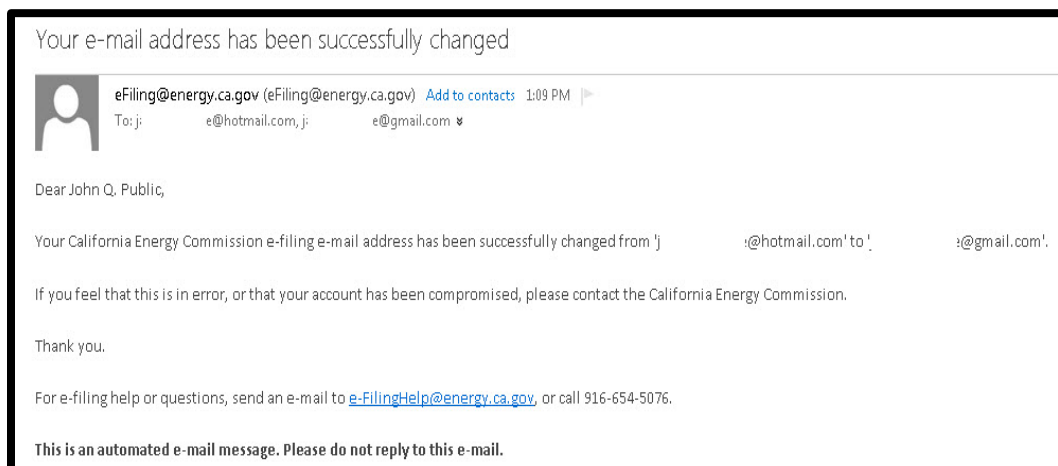 Your e-mail address has been successfully changed
eFiling@energy.ca.gov (eFiling@energy.ca.gov) Add to contacts 1:09 PM
To: j e@hotmail.com, j e@gmail.com
Dear John Q. Public,
Your California Energy Commission e-filing e-mail address has been successfully changed from 'j e@hotmail.com' to ' e@gmail.com'.
If you feel that this is in error, or that your account has been compromised, please contact the California Energy Commission.
Thank you.
For e-filing help or questions, send an e-mail to e-FilingHelp@energy.ca.gov, or call 916-654-5076.
This is an automated e-mail message. Please do not reply to this e-mail.